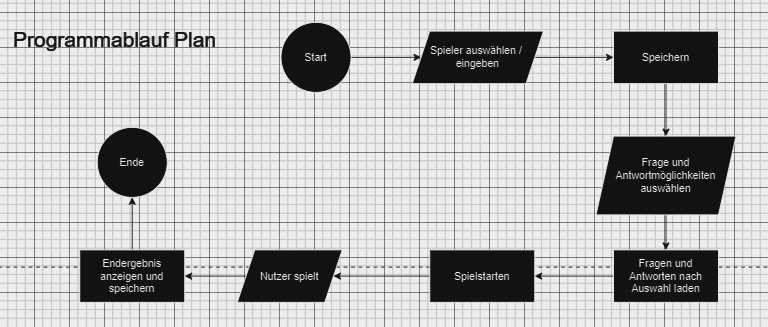 Programmablauf Plan
Start
Spieler auswählen /
eingeben
Speichern
Frage und
Antwortmöglichkeiten
auswählen
Fragen und
Antworten nach
Auswahl laden
Spielstarten
Nutzer spielt
Endergebnis
anzeigen und
speichern
Ende